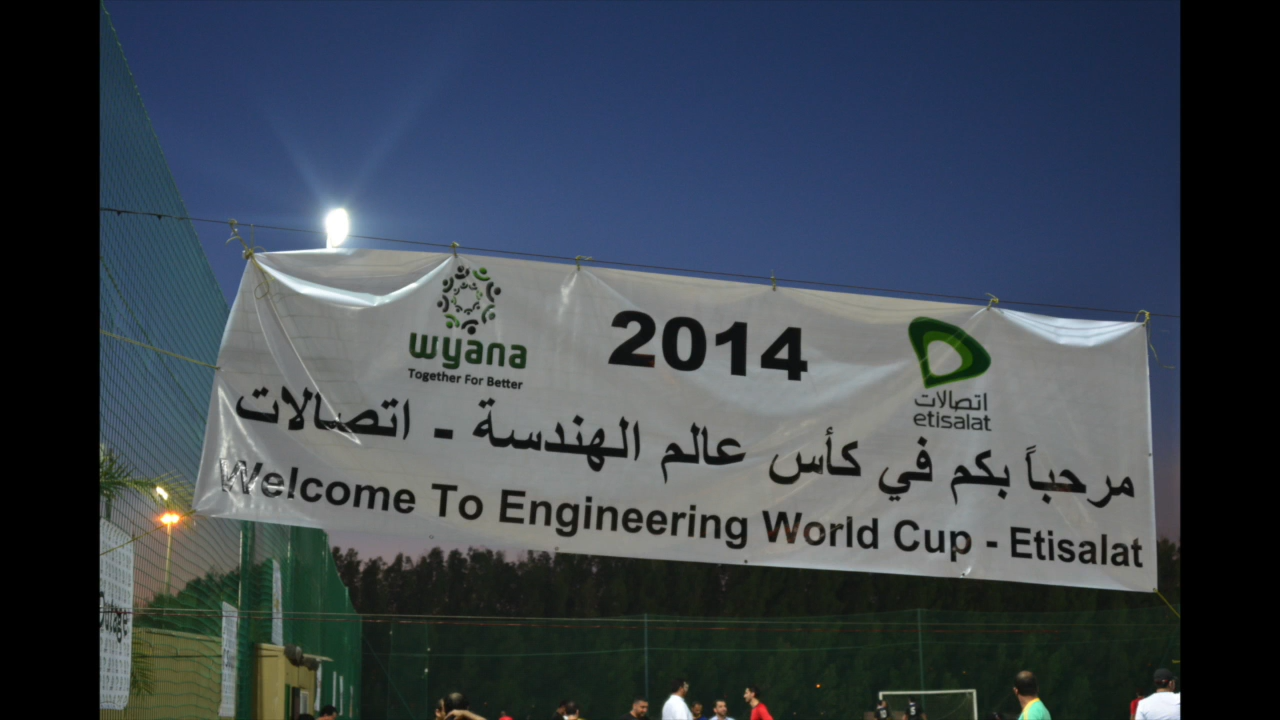 wyana
Together For Better
2014
اتصالات
etisalat
مرحباً بكم في كأس عالم الهندسة - اتصالات
Welcome To Engineering World Cup - Etisalat